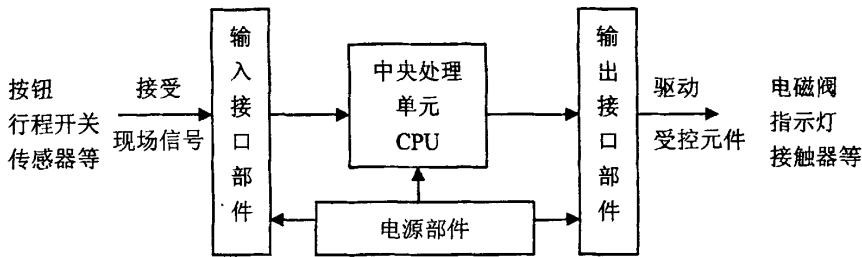 按钮
行程开关
传感器等
接受
现场信号
输入接口部件
中央处理
单元
CPU
电源部件
输出接口部件
驱动
受控元件
电磁阀
指示灯
接触器等